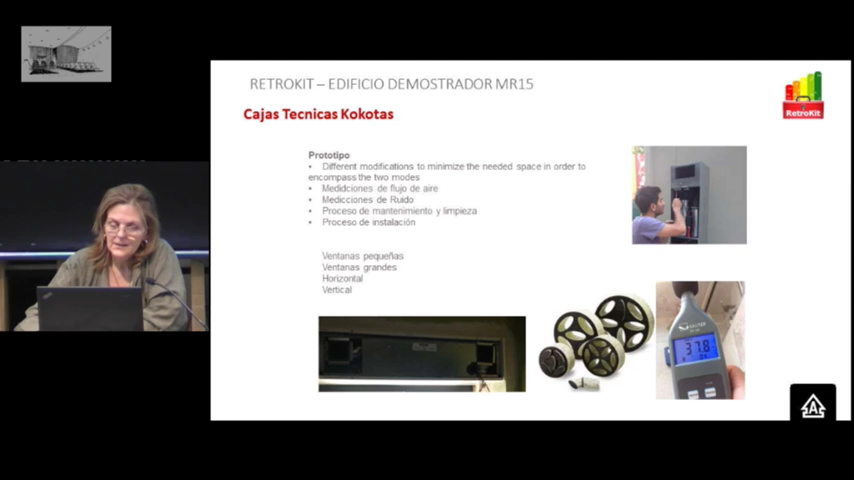 RETROKIT – EDIFICIO DEMOSTRADOR MR15
RetroKit
Cajas Tecnicas Kokotas
Prototipo
• Different modifications to minimize the needed space in order to
encompass the two modes
• Medidciones de flujo de aire
• Medicciones de Ruido
• Proceso de mantenimiento y limpieza
• Proceso de instalación
Ventanas pequeñas
Ventanas grandes
Horizontal
Vertical
37.8
A